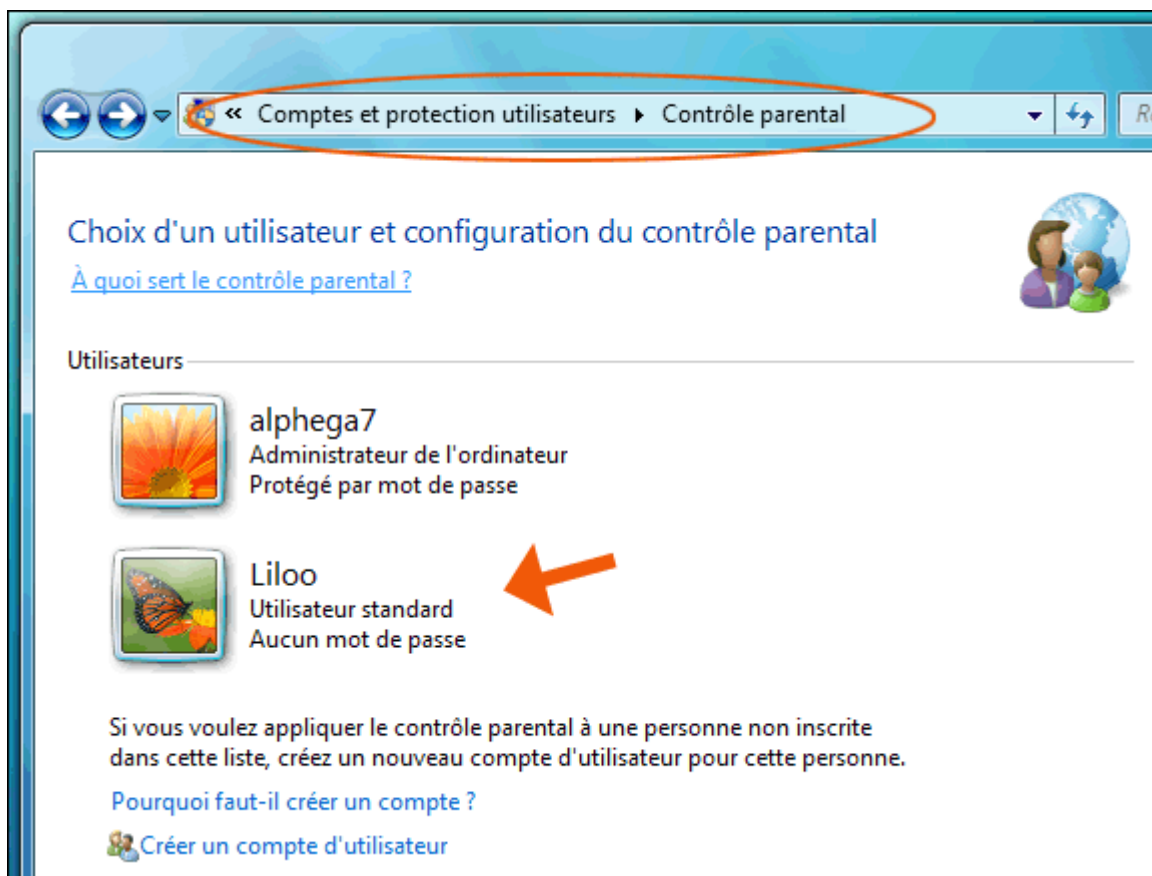 « Comptes et protection utilisateurs ▸ Contrôle parental
Choix d'un utilisateur et configuration du contrôle parental
À quoi sert le contrôle parental ?
Utilisateurs
alphega7
Administrateur de l'ordinateur
Protégé par mot de passe
Liloo
Utilisateur standard
Aucun mot de passe
Si vous voulez appliquer le contrôle parental à une personne non inscrite
dans cette liste, créez un nouveau compte d'utilisateur pour cette personne.
Pourquoi faut-il créer un compte ?
Créer un compte d'utilisateur